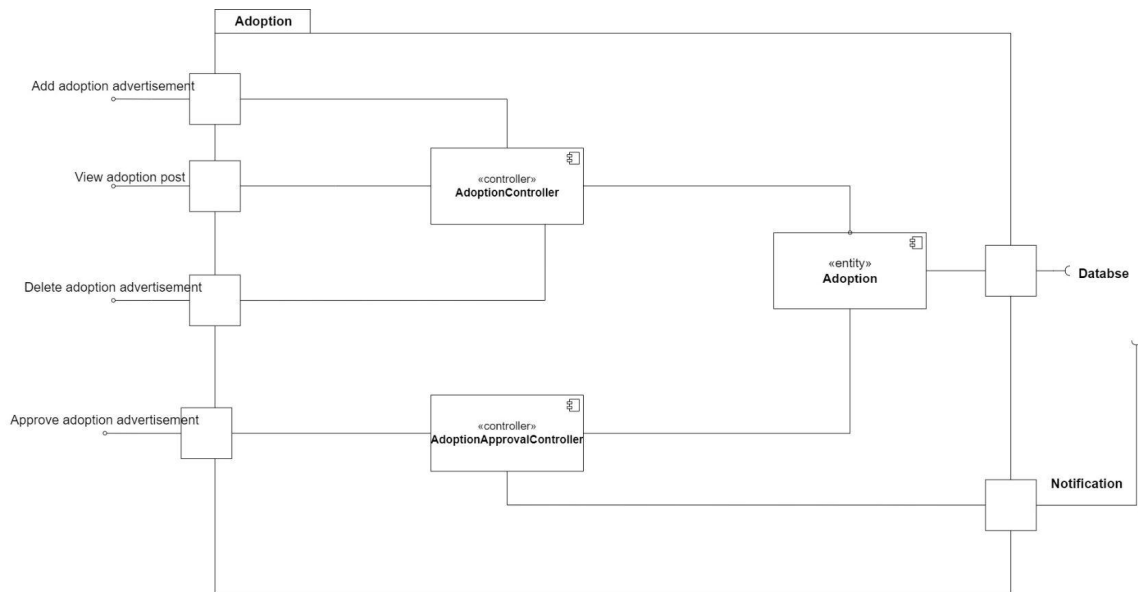 Adoption
Add adoption advertisement
View adoption post
«controller»
AdoptionController
«entity»
Adoption
Databse
Delete adoption advertisement
Approve adoption advertisement
«controller»
AdoptionApprovalController
Notification